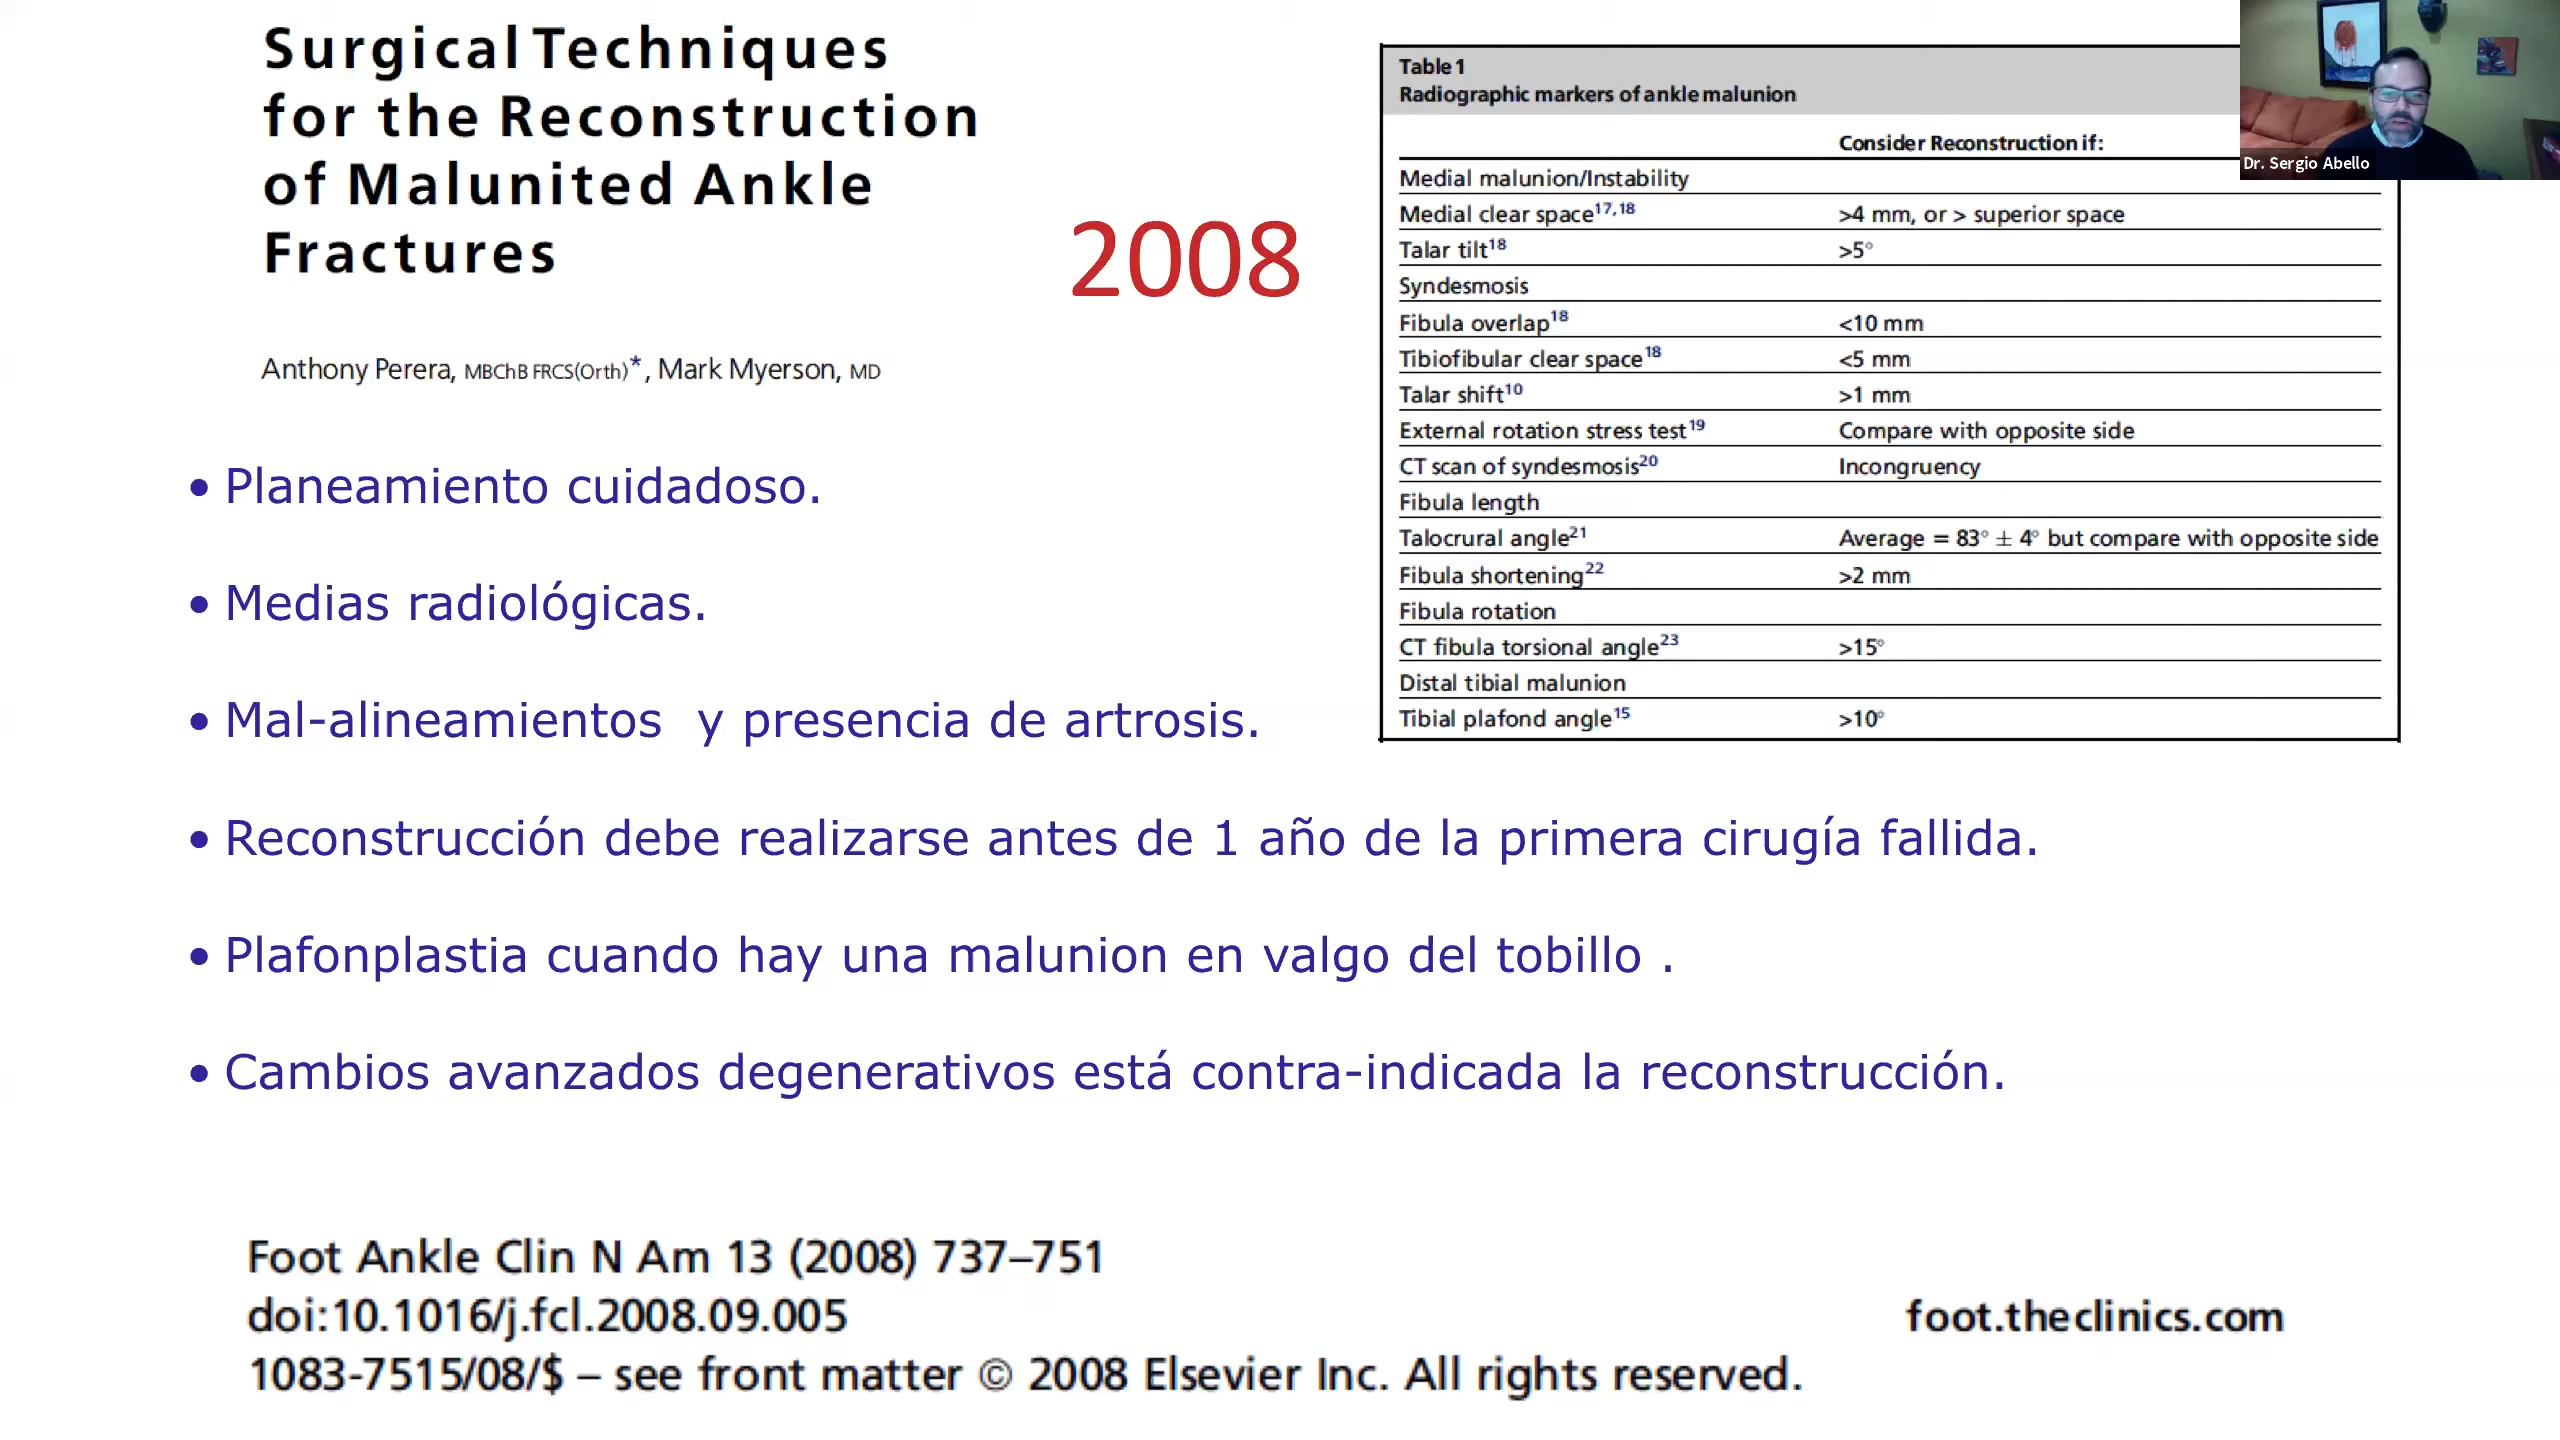 Surgical Techniques
for the Reconstruction
of Malunited Ankle
Fractures
2008
Anthony Perera, MBChB FRCS(Orth)*, Mark Myerson, MD
• Planeamiento cuidadoso.
• Medias radiológicas.
• Mal-alineamientos y presencia de artrosis.
• Reconstrucción debe realizarse antes de 1 año de la primera cirugía fallida.
• Plafonplastia cuando hay una malunion en valgo del tobillo .
• Cambios avanzados degenerativos está contra-indicada la reconstrucción.
Table 1
Radiographic markers of ankle malunion
Consider Reconstruction if:
Medial malunion/Instability
Medial clear space17,18 >4 mm, or > superior space
Talar tilt18 >5°
Syndesmosis
Fibula overlap18 <10 mm
Tibiofibular clear space18 <5 mm
Talar shift10 >1 mm
External rotation stress test19 Compare with opposite side
CT scan of syndesmosis20 Incongruency
Fibula length
Talocrural angle21 Average = 83° ± 4° but compare with opposite side
Fibula shortening22 >2 mm
Fibula rotation
CT fibula torsional angle23 >15°
Distal tibial malunion
Tibial plafond angle15 >10°
Dr. Sergio Abello
Foot Ankle Clin N Am 13 (2008) 737–751
doi:10.1016/j.fcl.2008.09.005
foot.theclinics.com
1083-7515/08/$ – see front matter © 2008 Elsevier Inc. All rights reserved.